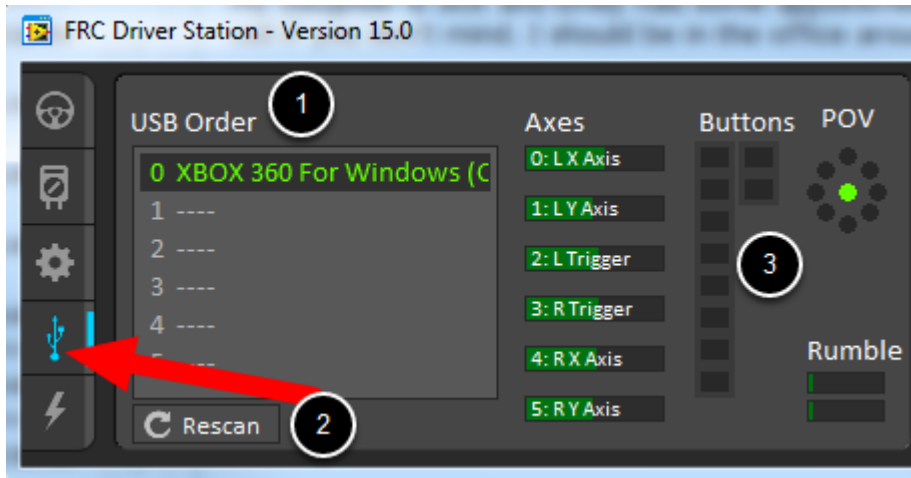 FRC Driver Station - Version 15.0
1
USB Order
Axes
Buttons
POV
0 XBOX 360 For Windows (C
1 ----
2 ----
3 ----
4 ----
0: L X Axis
1: L Y Axis
2: L Trigger
3: R Trigger
4: R X Axis
5: R Y Axis
3
Rumble
Rescan
2